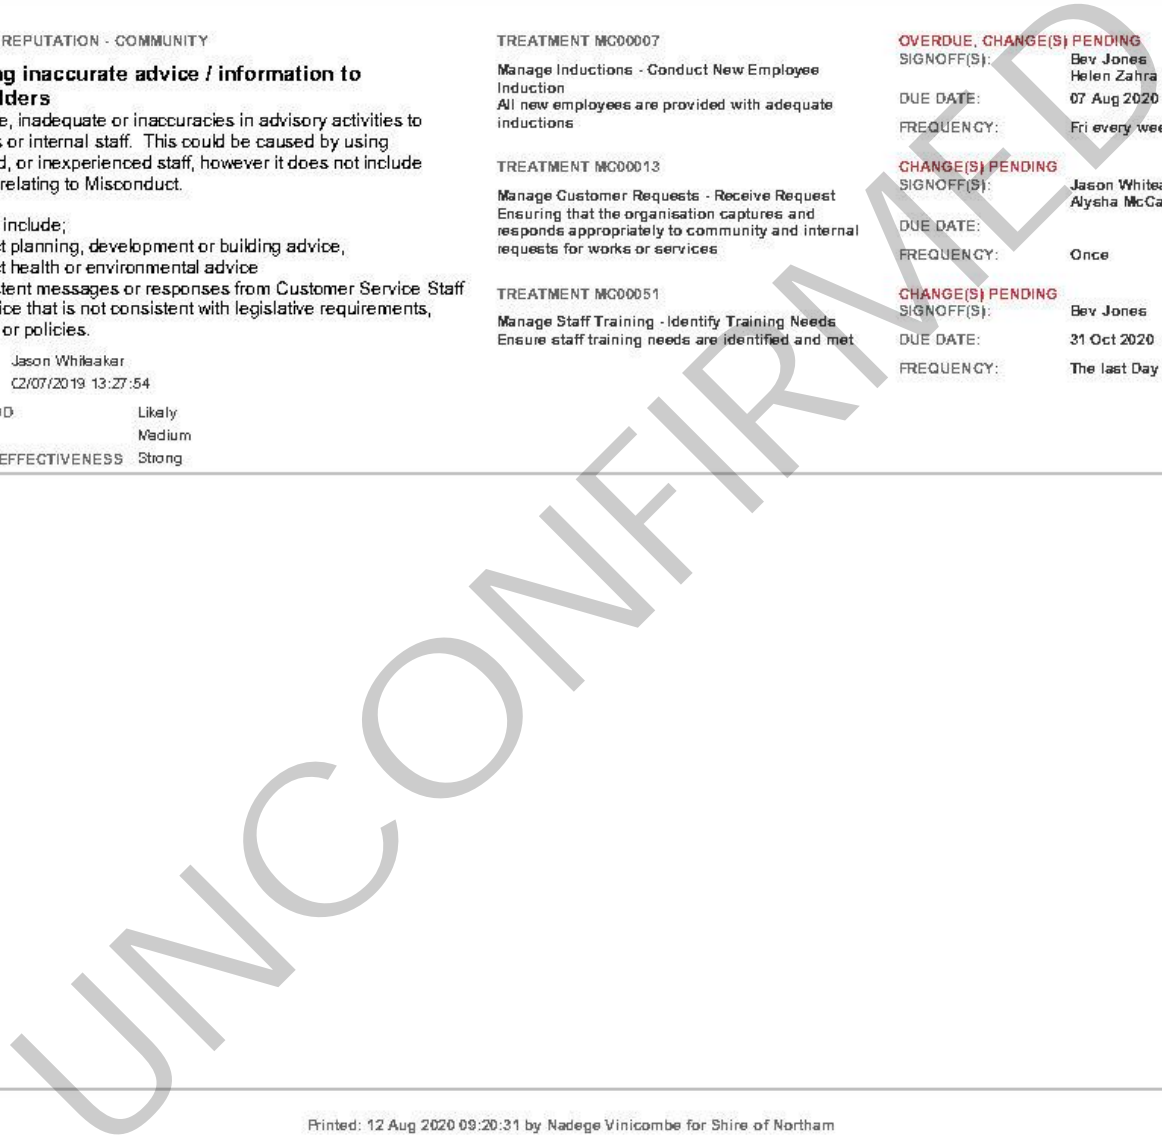 REPUTATION - COMMUNITY
g inaccurate advice / information to
lders
e, inadequate or inaccuracies in advisory activities to
s or internal staff. This could be caused by using
d, or inexperienced staff, however it does not include
relating to Misconduct.
include;
t planning, development or building advice,
t health or environmental advice
tent messages or responses from Customer Service Staff
ice that is not consistent with legislative requirements,
or policies.
Jason Whiteaker
02/07/2019 13:27:54
OD Likely
Medium
EFFECTIVENESS Strong
TREATMENT MC00007
Manage Inductions - Conduct New Employee
Induction
All new employees are provided with adequate
inductions
OVERDUE, CHANGE(S) PENDING
SIGNOFF(S): Bev Jones
Helen Zahra
DUE DATE: 07 Aug 2020
FREQUENCY: Fri every wee
TREATMENT MC00013
Manage Customer Requests - Receive Request
Ensuring that the organisation captures and
responds appropriately to community and internal
requests for works or services
CHANGE(S) PENDING
SIGNOFF(S): Jason Whitea
Alysha McCa
DUE DATE:
FREQUENCY: Once
TREATMENT MC00051
Manage Staff Training - Identify Training Needs
Ensure staff training needs are identified and met
CHANGE(S) PENDING
SIGNOFF(S): Bev Jones
DUE DATE: 31 Oct 2020
FREQUENCY: The last Day
UNCONFIRMED
Printed: 12 Aug 2020 09:20:31 by Nadege Vinicombe for Shire of Northam